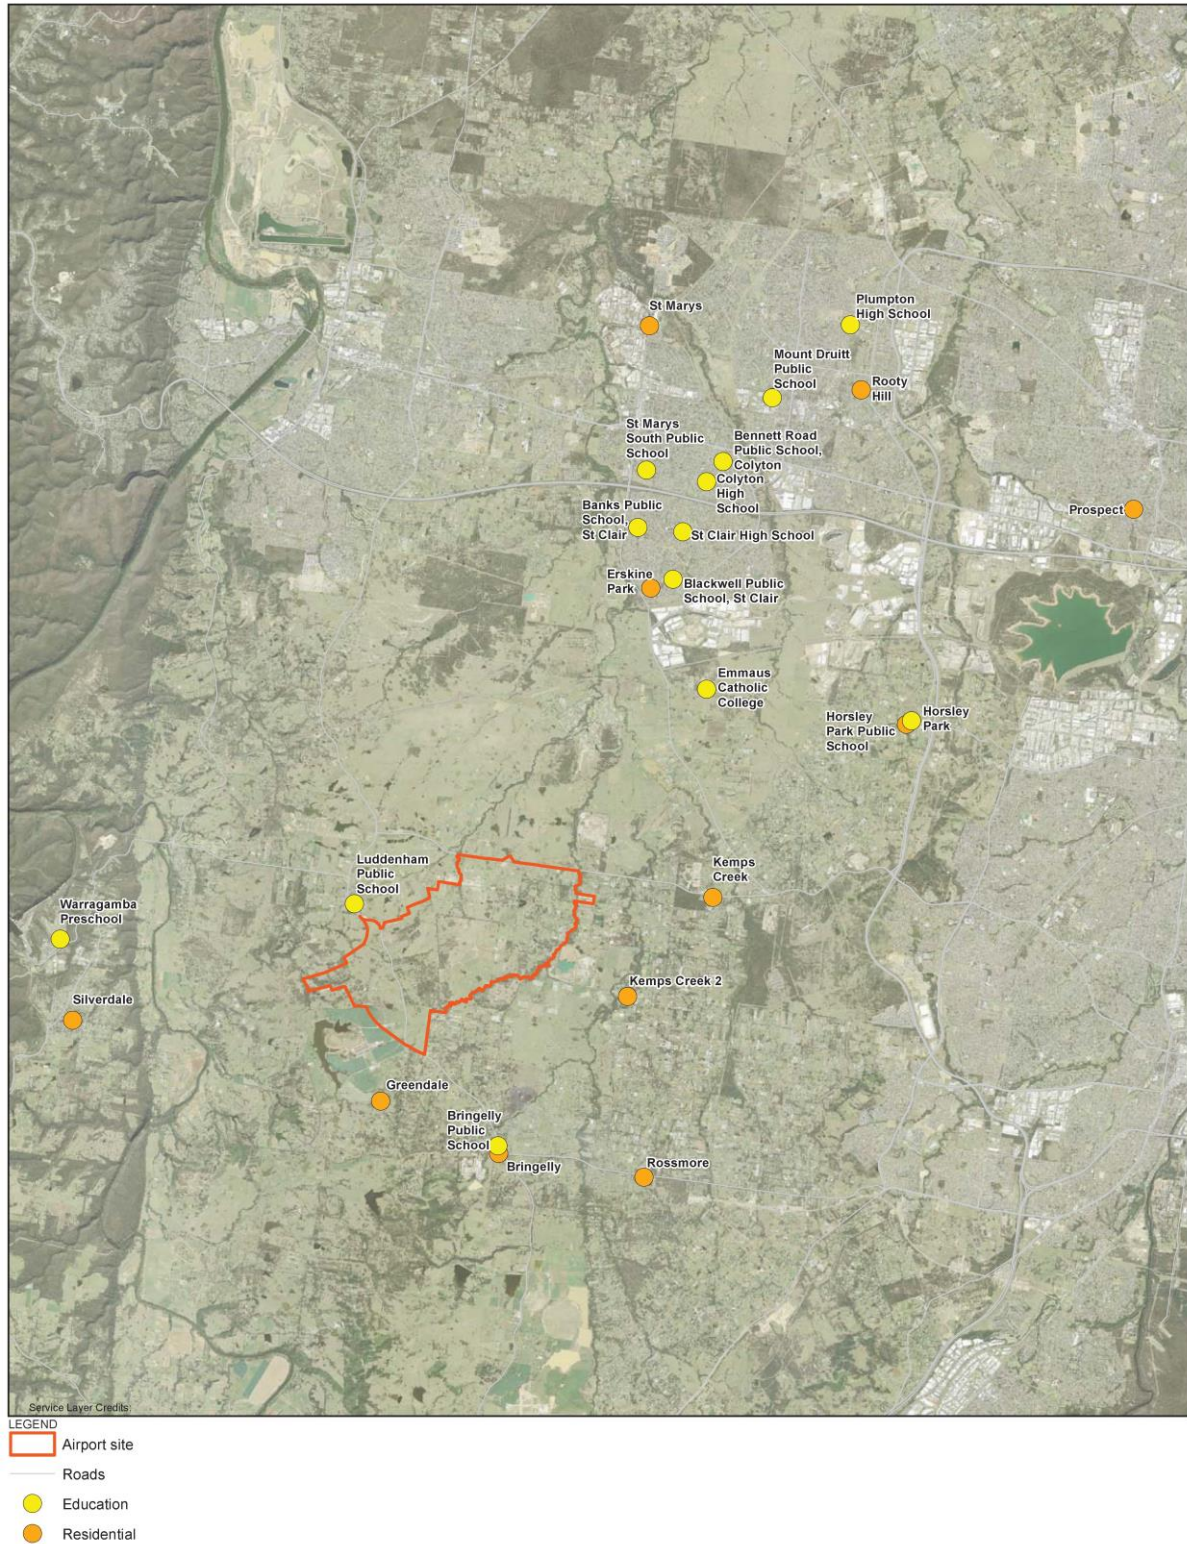 St Marys
Plumpton
High School
Mount Druitt
Public
School
Rooty
Hill
St Marys
South Public
School
Bennett Road
Public School,
Colyton
Colyton
High
School
Banks Public
School,
St Clair
St Clair High School
Prospect
Erskine
Park
Blackwell Public
School, St Clair
Emmaus
Catholic
College
Horsley
Park Public
School
Horsley
Park
Luddenham
Public
School
Kemps
Creek
Warragamba
Preschool
Kemps Creek 2
Silverdale
Greendale
Bringelly
Public
School
Bringelly
Rossmore
Service Layer Credits:
LEGEND
Airport site
Roads
Education
Residential